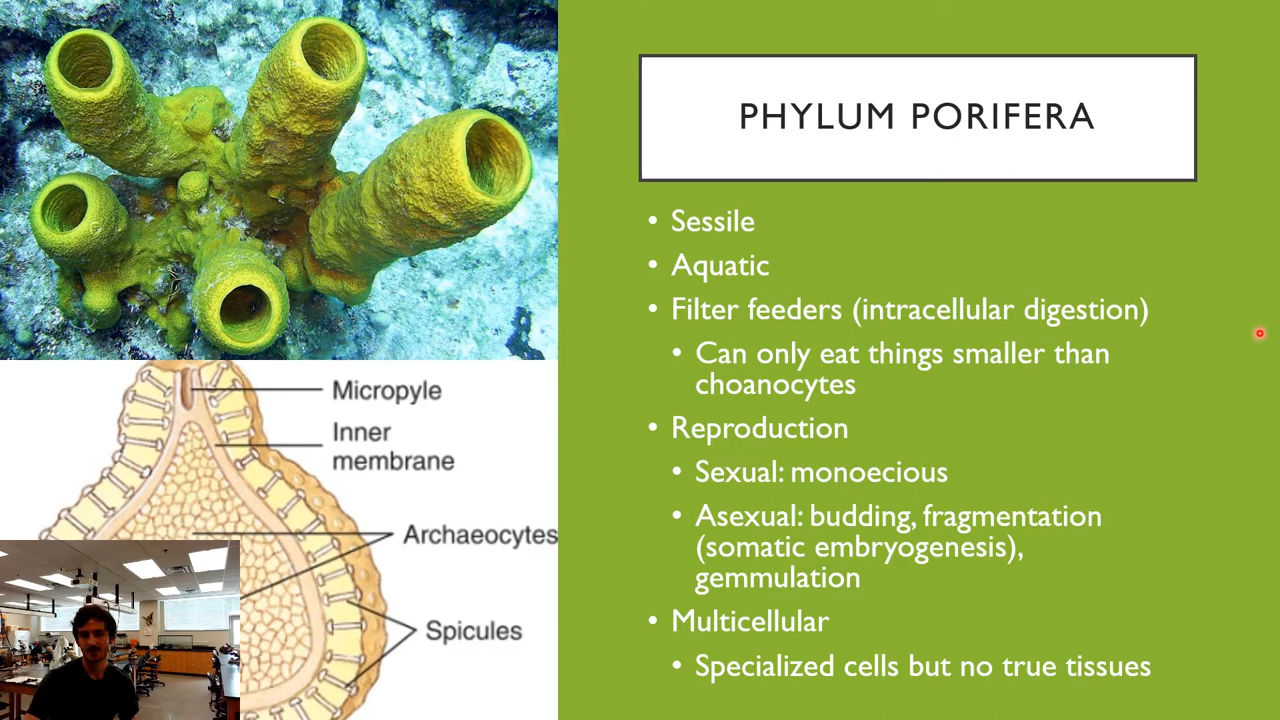 PHYLUM PORIFERA
• Sessile
• Aquatic
• Filter feeders (intracellular digestion)
• Can only eat things smaller than
choanocytes
• Reproduction
• Sexual: monoecious
• Asexual: budding, fragmentation
(somatic embryogenesis),
gemmulation
• Multicellular
• Specialized cells but no true tissues
Micropyle
Inner
membrane
Archaeocytes
Spicules